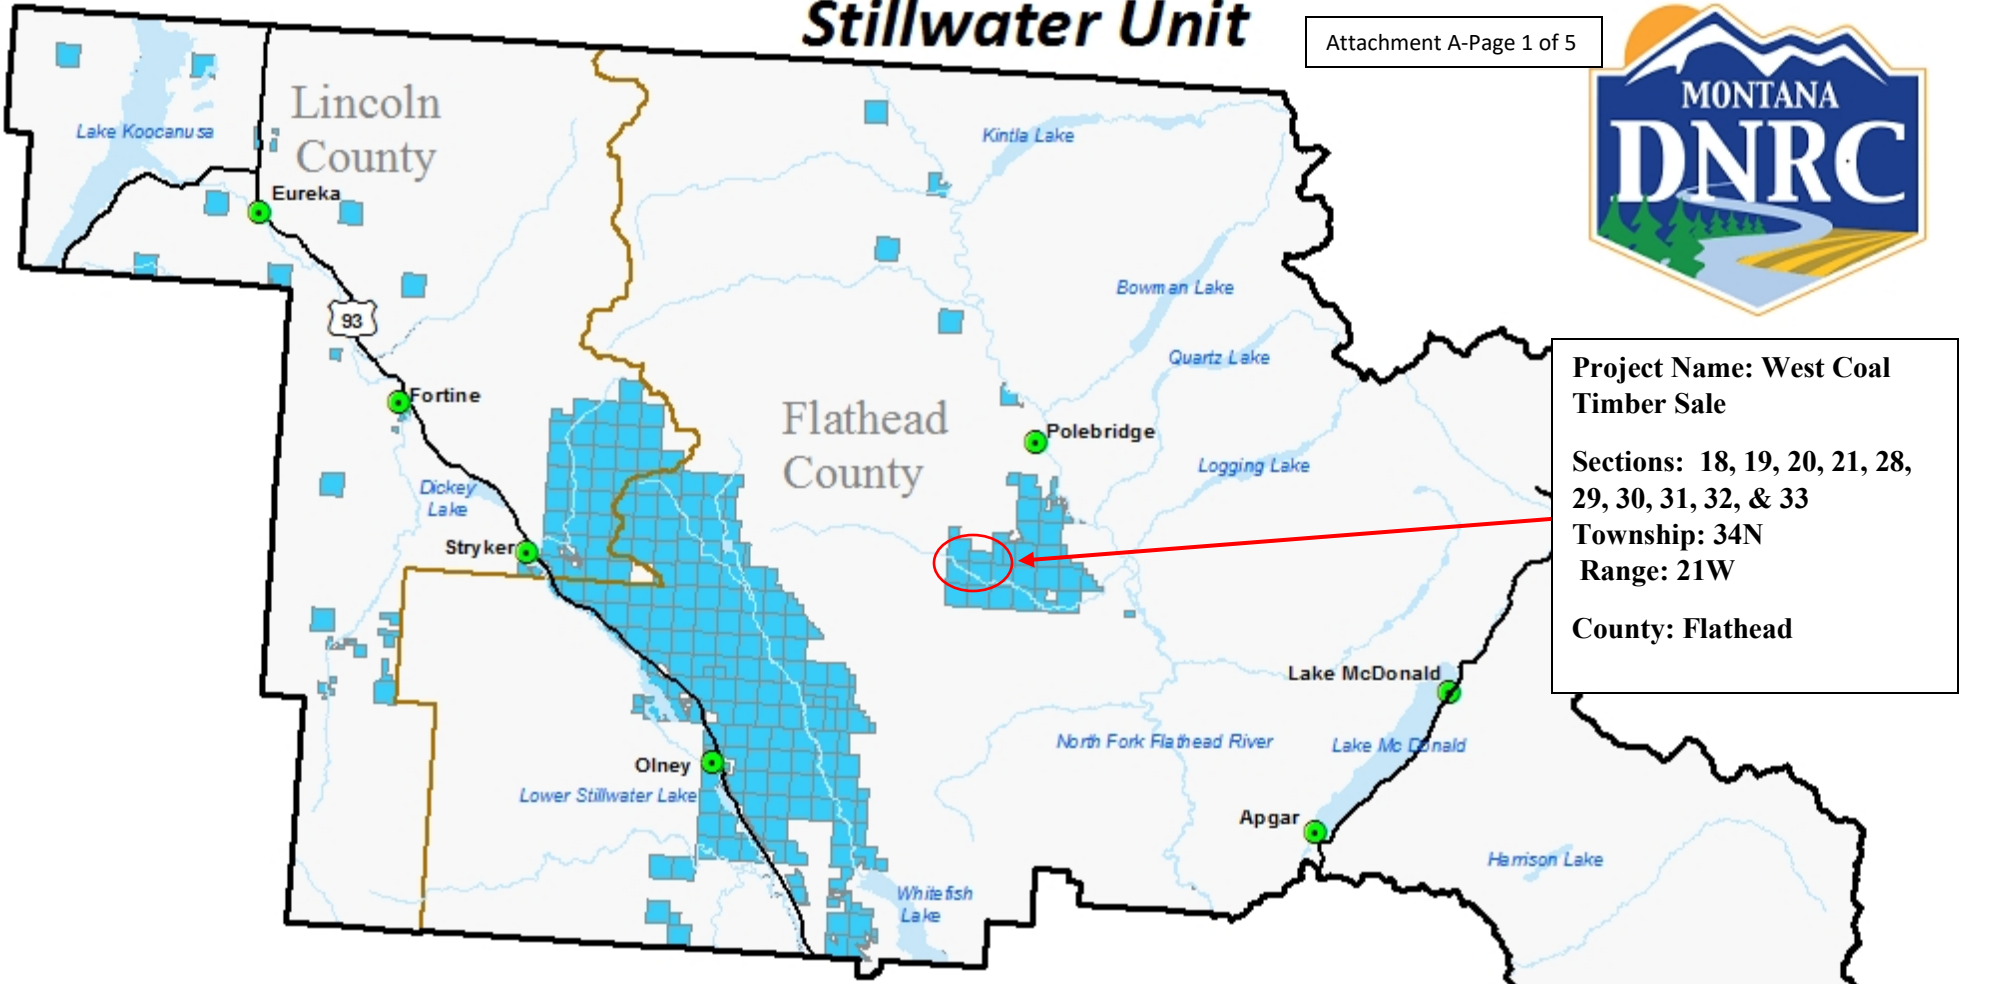 Stillwater Unit
Attachment A-Page 1 of 5
MONTANA
DNRC
Lincoln
County
Lake Koocanusa
Eureka
Kintla Lake
93
Bowman Lake
Quartz Lake
Fortine
Flathead
County
Polebridge
Logging Lake
Dickey
Lake
Stryker
Project Name: West Coal
Timber Sale
Sections:  18, 19, 20, 21, 28,
29, 30, 31, 32, & 33
Township: 34N
Range: 21W
County: Flathead
Lake McDonald
North Fork Flathead River
Lake Mc Donald
Olney
Lower Stillwater Lake
Apgar
Harrison Lake
Whitefish
Lake